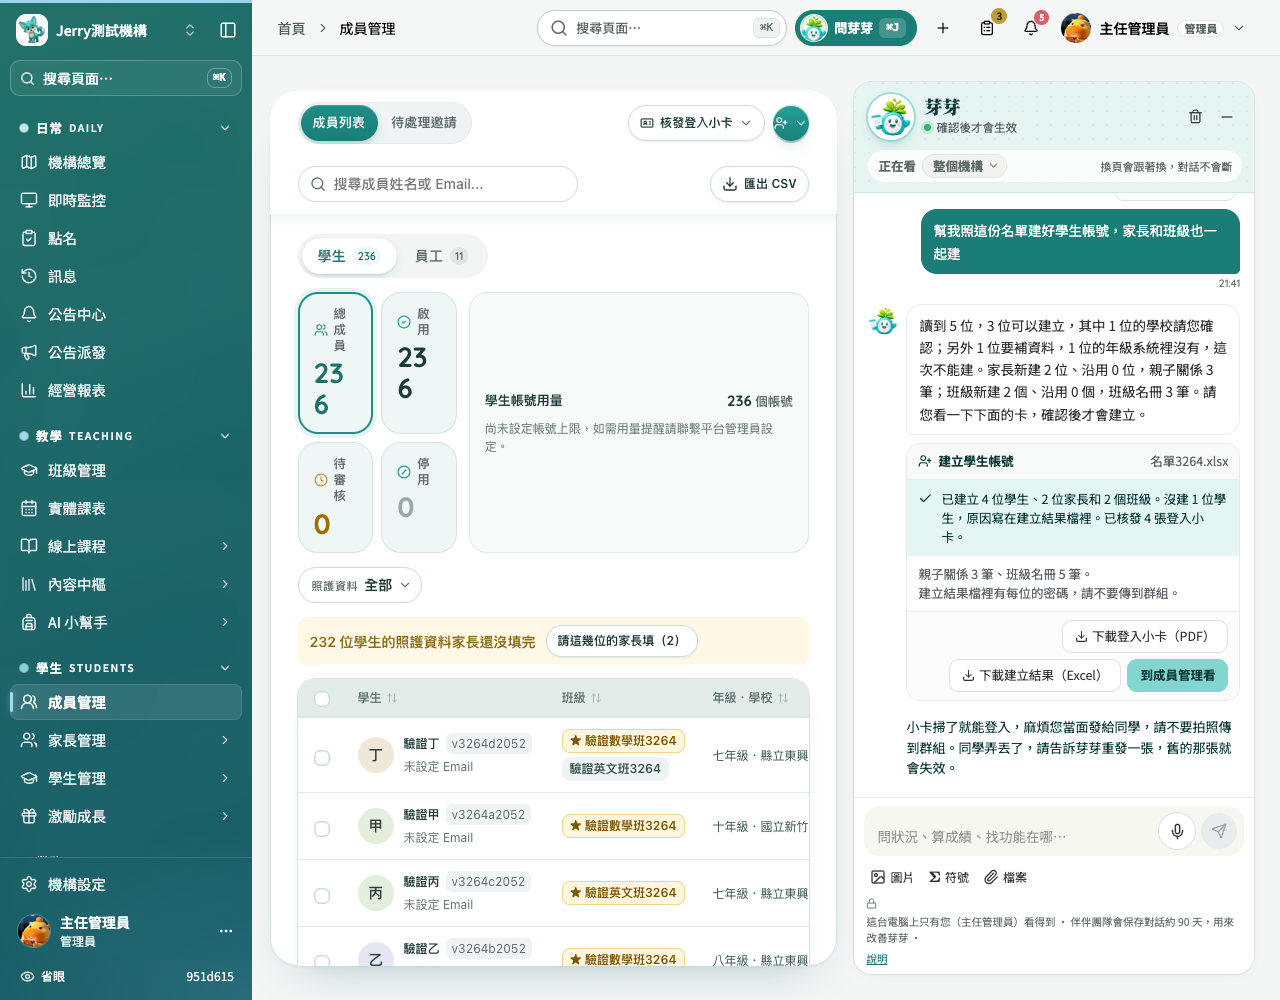 Jerry測試機構
搜尋頁面⋯ ⌘K
日常 DAILY
機構總覽
即時監控
點名
訊息
公告中心
公告派發
經營報表
教學 TEACHING
班級管理
實體課表
線上課程
內容中樞
AI 小幫手
學生 STUDENTS
成員管理
家長管理
學生管理
激勵成長
機構設定
主任管理員
管理員
省眼 951d615
首頁 成員管理
搜尋頁面⋯ ⌘K
問芽芽 ⌘J
3
5
主任管理員 管理員
成員列表 待處理邀請
核發登入小卡
搜尋成員姓名或 Email...
匯出 CSV
學生 236 員工 11
總成員
236
啟用
236
待審核
0
停用
0
學生帳號用量 236 個帳號
尚未設定帳號上限，如需用量提醒請聯繫平台管理員設
定。
照護資料 全部
232 位學生的照護資料家長還沒填完 請這幾位的家長填（2）
學生 班級 年級・學校
丁 驗證丁 v3264d2052
未設定 Email
驗證數學班3264
驗證英文班3264
七年級・縣立東興
甲 驗證甲 v3264a2052
未設定 Email
驗證數學班3264
十年級・國立新竹
丙 驗證丙 v3264c2052
未設定 Email
驗證英文班3264
七年級・縣立東興
乙 驗證乙 v3264b2052
未設定 Email
驗證數學班3264
八年級・縣立東興
芽芽
確認後才會生效
正在看 整個機構 換頁會跟著換，對話不會斷
幫我照這份名單建好學生帳號，家長和班級也一
起建
21:41
讀到 5 位，3 位可以建立，其中 1 位的學校請您確
認；另外 1 位要補資料，1 位的年級系統裡沒有，這
次不能建。家長新建 2 位、沿用 0 位，親子關係 3
筆；班級新建 2 個、沿用 0 個，班級名冊 3 筆。請
您看一下下面的卡，確認後才會建立。
建立學生帳號 名單3264.xlsx
已建立 4 位學生、2 位家長和 2 個班級。沒建 1 位學
生，原因寫在建立結果檔裡。已核發 4 張登入小
卡。
親子關係 3 筆、班級名冊 5 筆。
建立結果檔裡有每位的密碼，請不要傳到群組。
下載登入小卡（PDF）
下載建立結果（Excel） 到成員管理看
小卡掃了就能登入，麻煩您當面發給同學，請不要拍照傳
到群組。同學弄丟了，請告訴芽芽重發一張，舊的那張就
會失效。
問狀況、算成績、找功能在哪⋯
圖片 符號 檔案
這台電腦上只有您（主任管理員）看得到 ・ 伴伴團隊會保存對話約 90 天，用來
改善芽芽 ・
說明